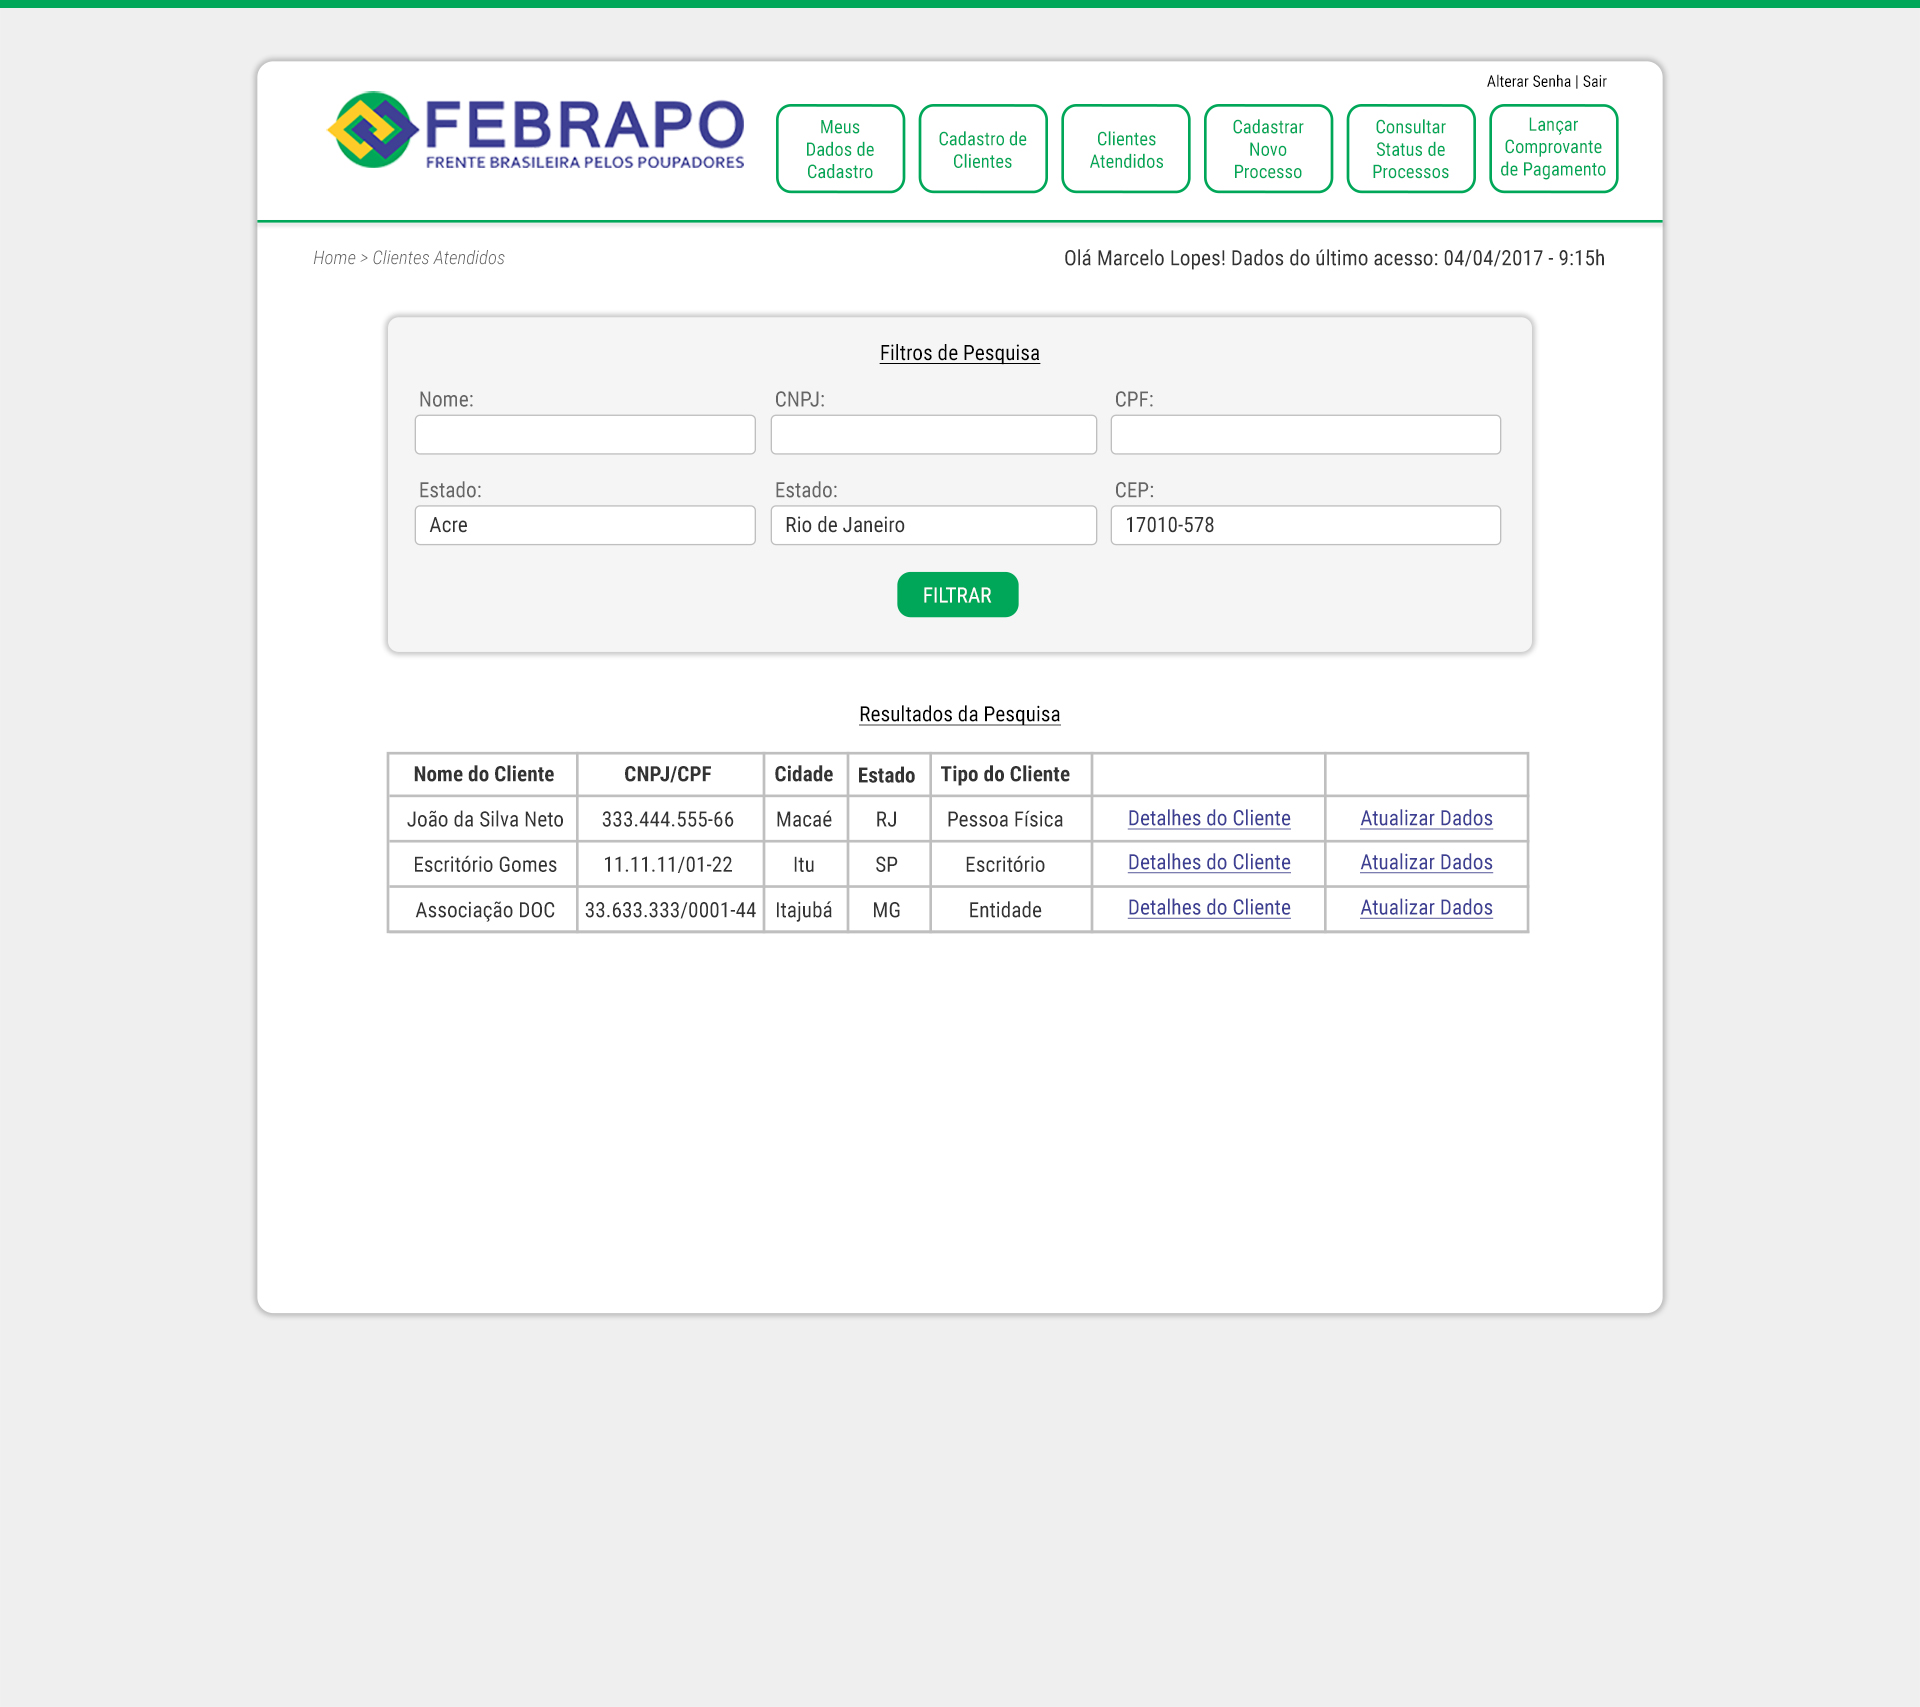 Alterar Senha | Sair
FEBRAPO
FRENTE BRASILEIRA PELOS POUPADORES
Meus
Dados de
Cadastro
Cadastro de
Clientes
Clientes
Atendidos
Cadastrar
Novo
Processo
Consultar
Status de
Processos
Lançar
Comprovante
de Pagamento
Home > Clientes Atendidos
Olá Marcelo Lopes! Dados do último acesso: 04/04/2017 - 9:15h
Filtros de Pesquisa
Nome: CNPJ: CPF:
Estado: Estado: CEP:
Acre Rio de Janeiro 17010-578
FILTRAR
Resultados da Pesquisa
Nome do Cliente CNPJ/CPF Cidade Estado Tipo do Cliente
João da Silva Neto 333.444.555-66 Macaé RJ Pessoa Física Detalhes do Cliente Atualizar Dados
Escritório Gomes 11.11.11/01-22 Itu SP Escritório Detalhes do Cliente Atualizar Dados
Associação DOC 33.633.333/0001-44 Itajubá MG Entidade Detalhes do Cliente Atualizar Dados